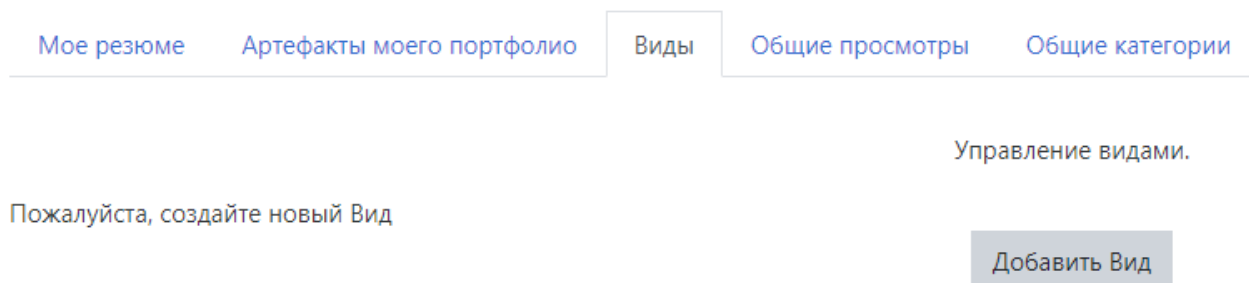 Мое резюме Артефакты моего портфолио Виды Общие просмотры Общие категории
Управление видами.
Пожалуйста, создайте новый Вид
Добавить Вид